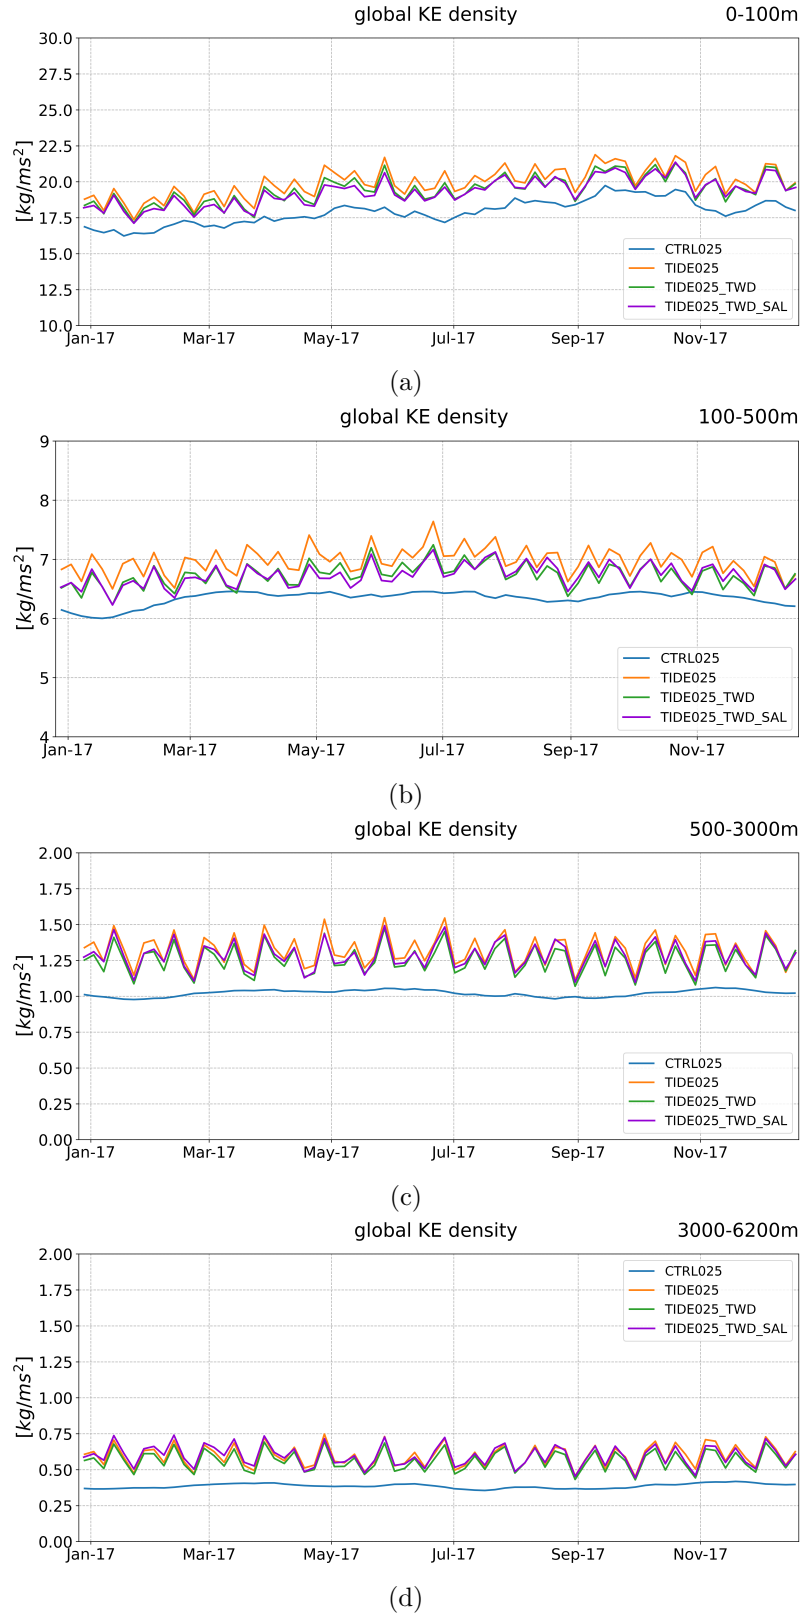 global KE density 0-100m
30.0
27.5
25.0
22.5
20.0
17.5
15.0
12.5
10.0
[kg/ms²]
CTRL025
TIDE025
TIDE025_TWD
TIDE025_TWD_SAL
Jan-17 Mar-17 May-17 Jul-17 Sep-17 Nov-17
(a)
global KE density 100-500m
9
8
7
6
5
4
[kg/ms²]
CTRL025
TIDE025
TIDE025_TWD
TIDE025_TWD_SAL
Jan-17 Mar-17 May-17 Jul-17 Sep-17 Nov-17
(b)
global KE density 500-3000m
2.00
1.75
1.50
1.25
1.00
0.75
0.50
0.25
0.00
[kg/ms²]
CTRL025
TIDE025
TIDE025_TWD
TIDE025_TWD_SAL
Jan-17 Mar-17 May-17 Jul-17 Sep-17 Nov-17
(c)
global KE density 3000-6200m
2.00
1.75
1.50
1.25
1.00
0.75
0.50
0.25
0.00
[kg/ms²]
CTRL025
TIDE025
TIDE025_TWD
TIDE025_TWD_SAL
Jan-17 Mar-17 May-17 Jul-17 Sep-17 Nov-17
(d)